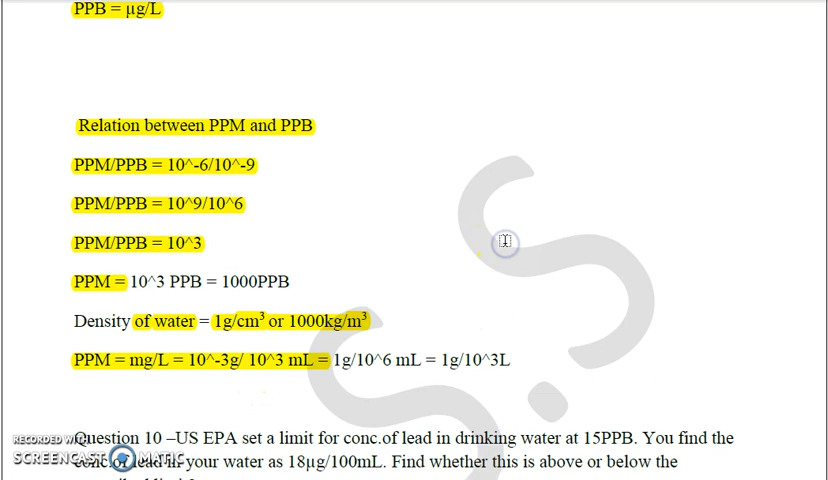 PPB = µg/L
Relation between PPM and PPB
PPM/PPB = 10^-6/10^-9
PPM/PPB = 10^9/10^6
PPM/PPB = 10^3
PPM = 10^3 PPB = 1000PPB
Density of water = 1g/cm³ or 1000kg/m³
PPM = mg/L = 10^-3g/ 10^3 mL = 1g/10^6 mL = 1g/10^3L
Question 10 –US EPA set a limit for conc.of lead in drinking water at 15PPB. You find the
conc.of lead in your water as 18µg/100mL. Find whether this is above or below the
RECORDED WITH
SCREENCAST MATIC